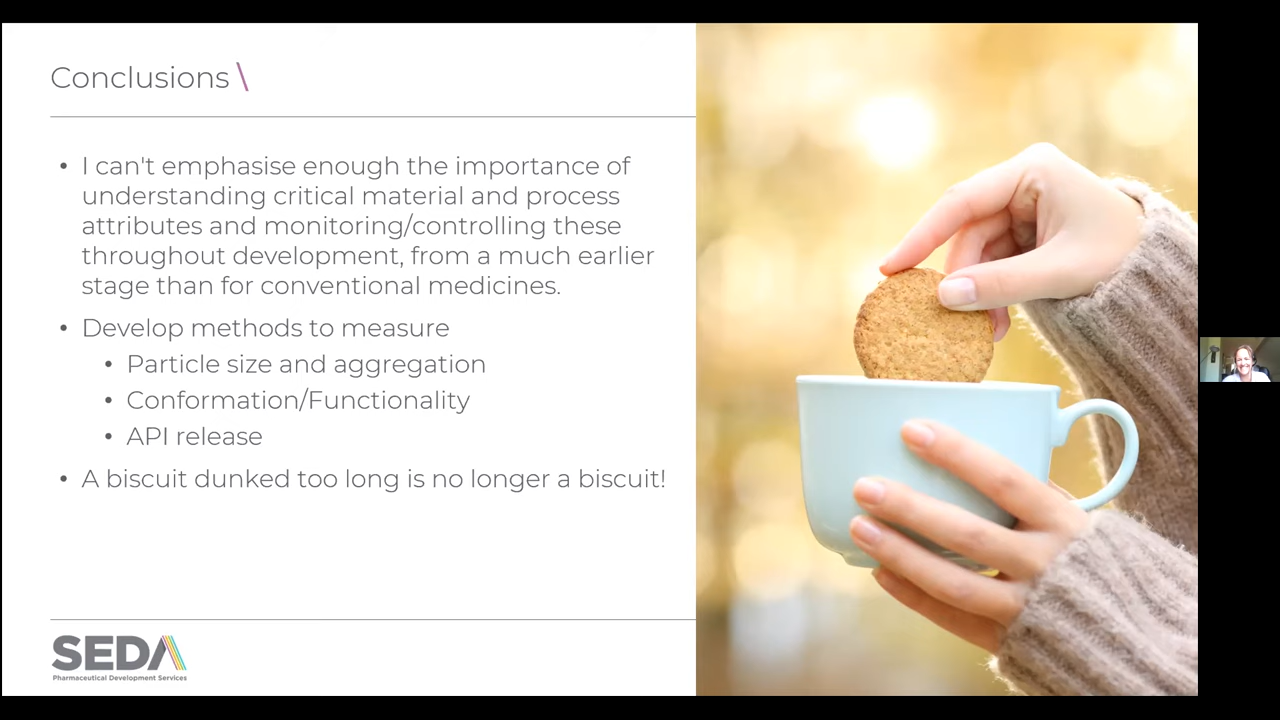 Conclusions \
• I can't emphasise enough the importance of
understanding critical material and process
attributes and monitoring/controlling these
throughout development, from a much earlier
stage than for conventional medicines.
• Develop methods to measure
• Particle size and aggregation
• Conformation/Functionality
• API release
• A biscuit dunked too long is no longer a biscuit!
SEDA
Pharmaceutical Development Services